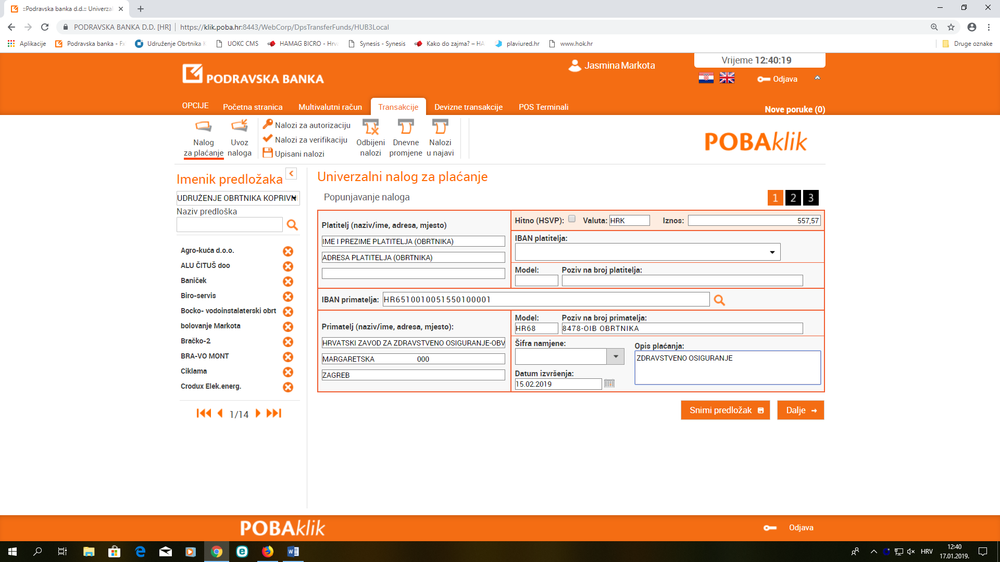 ::Podravska banka d.d.:: Univerza
PODRAVSKA BANKA D.D. [HR] https://klik.poba.hr:8443/WebCorp/DpsTransferFunds/HUB3Local
Aplikacije Podravska banka - Fx Udruženje Obrtnika K UOKC CMS HAMAG BICRO - Hrva Synesis - Synesis Kako do zajma? – HA plaviured.hr www.hok.hr Druge oznake
PODRAVSKA BANKA
Jasmina Markota
Vrijeme 12:40:19
Odjava
OPCIJE Početna stranica Multivalutni račun Transakcije Devizne transakcije POS Terminali
Nove poruke (0)
Nalog
za plaćanje
Uvoz
naloga
Nalozi za autorizaciju
Nalozi za verifikaciju
Upisani nalozi
Odbijeni
nalozi
Dnevne
promjene
Nalozi
u najavi
POBAklik
Imenik predložaka
UDRUŽENJE OBRTNIKA KOPRIVN
Naziv predloška
Agro-kuća d.o.o.
ALU ČITUŠ doo
Baniček
Biro-servis
Bocko- vodoinstalaterski obrt
bolovanje Markota
Bračko-2
BRA-VO MONT
Ciklama
Crodux Elek.energ.
1/14
Univerzalni nalog za plaćanje
Popunjavanje naloga
1 2 3
Platitelj (naziv/ime, adresa, mjesto)
IME I PREZIME PLATITELJA (OBRTNIKA)
ADRESA PLATITELJA (OBRTNIKA)
Hitno (HSVP): Valuta: HRK Iznos: 557,57
IBAN platitelja:
Model: Poziv na broj platitelja:
IBAN primatelja: HR6510010051550100001
Primatelj (naziv/ime, adresa, mjesto):
HRVATSKI ZAVOD ZA ZDRAVSTVENO OSIGURANJE-OBV
MARGARETSKA 000
ZAGREB
Model: Poziv na broj primatelja:
HR68 8478-OIB OBRTNIKA
Šifra namjene:
Opis plaćanja:
ZDRAVSTVENO OSIGURANJE
Datum izvršenja:
15.02.2019
Snimi predložak
Dalje
POBAklik
Odjava
HRV
12:40
17.01.2019.